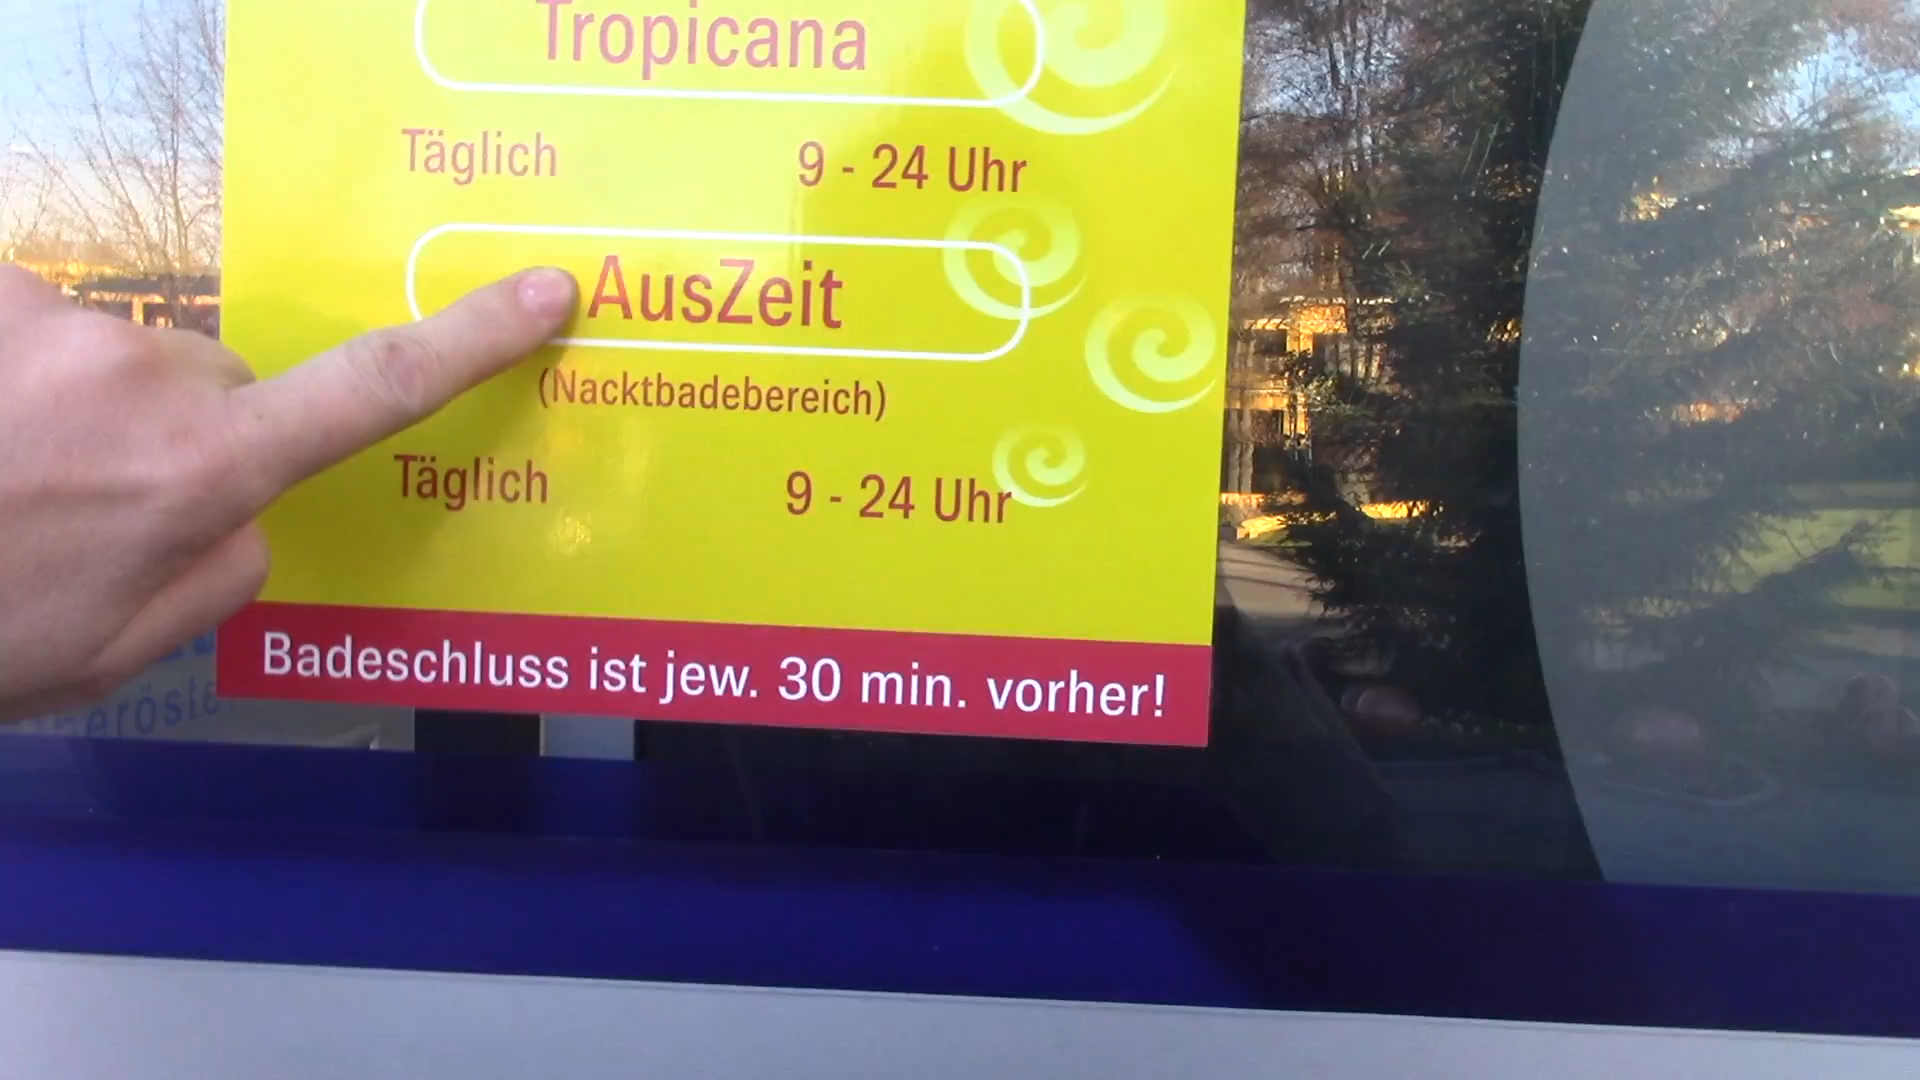 Tropicana
Täglich 9 - 24 Uhr
AusZeit
(Nacktbadebereich)
Täglich 9 - 24 Uhr
Badeschluss ist jew. 30 min. vorher!